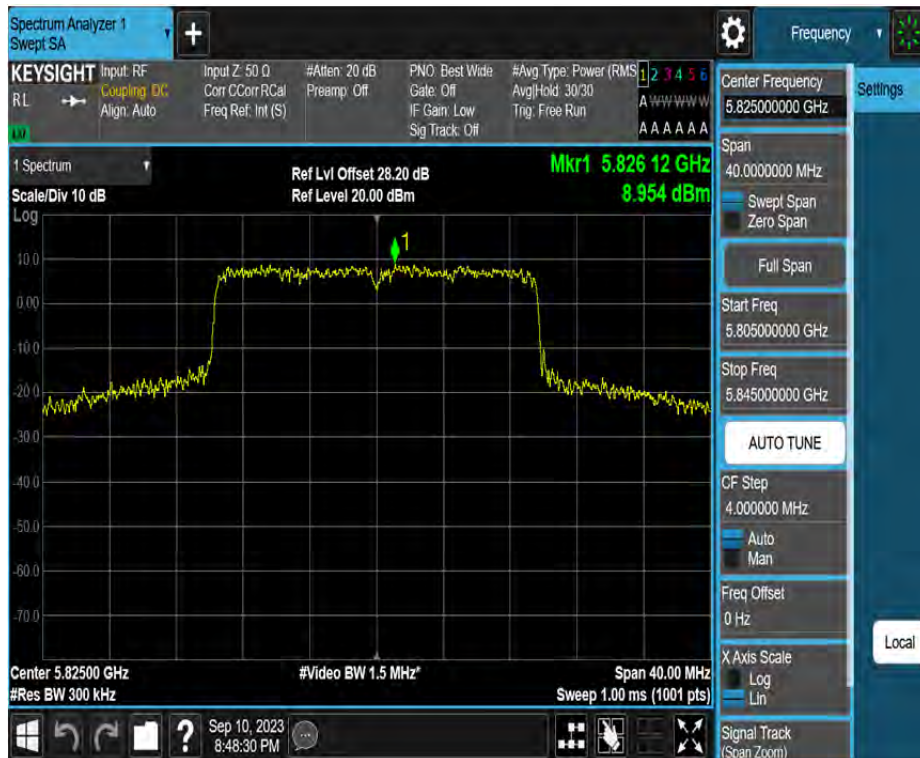 Spectrum Analyzer 1
Swept SA
+
Frequency
KEYSIGHT
RL
LXI
Input: RF
Coupling: DC
Align: Auto
Input Z: 50 Ω
Corr CCorr RCal
Freq Ref: Int (S)
#Atten: 20 dB
Preamp: Off
PNO: Best Wide
Gate: Off
IF Gain: Low
Sig Track: Off
#Avg Type: Power (RMS
Avg|Hold: 30/30
Trig: Free Run
1 2 3 4 5 6
A W W W W W
A A A A A A
1 Spectrum
Scale/Div 10 dB
Ref Lvl Offset 28.20 dB
Ref Level 20.00 dBm
Mkr1 5.826 12 GHz
8.954 dBm
Log
1
10.0
0.00
-10.0
-20.0
-30.0
-40.0
-50.0
-60.0
-70.0
Center 5.82500 GHz
#Res BW 300 kHz
#Video BW 1.5 MHz*
Span 40.00 MHz
Sweep 1.00 ms (1001 pts)
?
Sep 10, 2023
8:48:30 PM
Center Frequency
5.825000000 GHz
Span
40.0000000 MHz
Swept Span
Zero Span
Full Span
Start Freq
5.805000000 GHz
Stop Freq
5.845000000 GHz
AUTO TUNE
CF Step
4.000000 MHz
Auto
Man
Freq Offset
0 Hz
X Axis Scale
Log
Lin
Signal Track
(Span Zoom)
Settings
Local